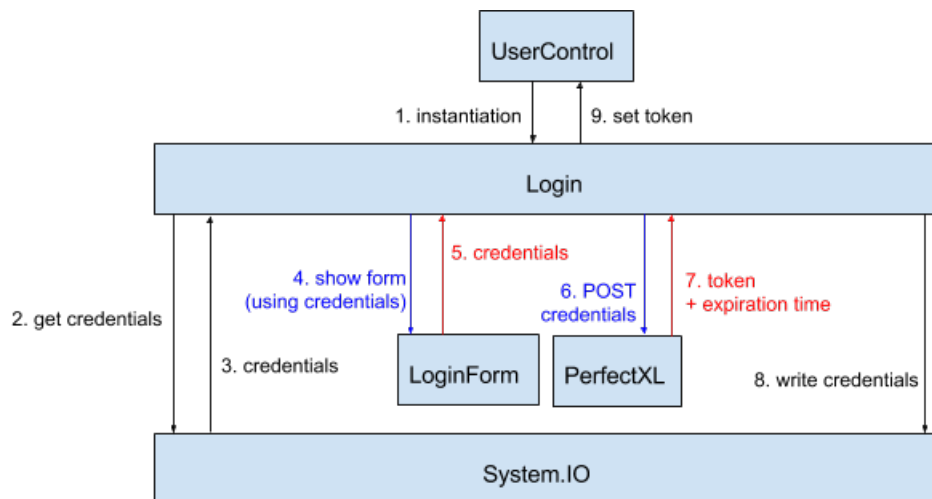 UserControl
1. instantiation
9. set token
Login
4. show form
(using credentials)
5. credentials
6. POST
credentials
7. token
+ expiration time
2. get credentials
3. credentials
LoginForm
PerfectXL
8. write credentials
System.IO